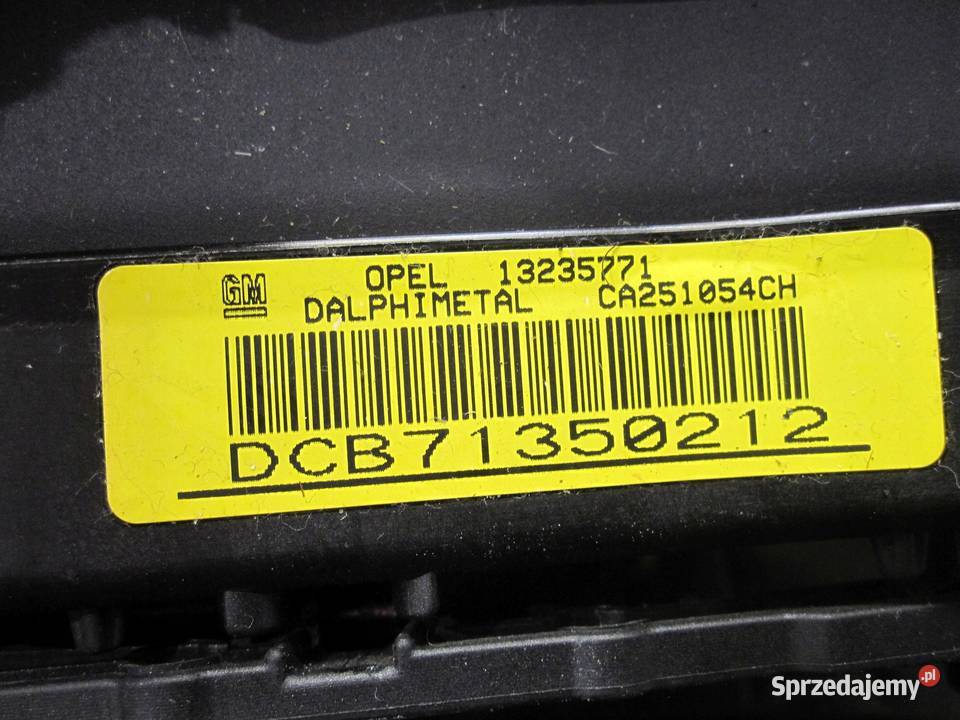 GM OPEL 13235771
DALPHIMETAL CA251054CH
DCB71350212
Sprzedajemy.pl